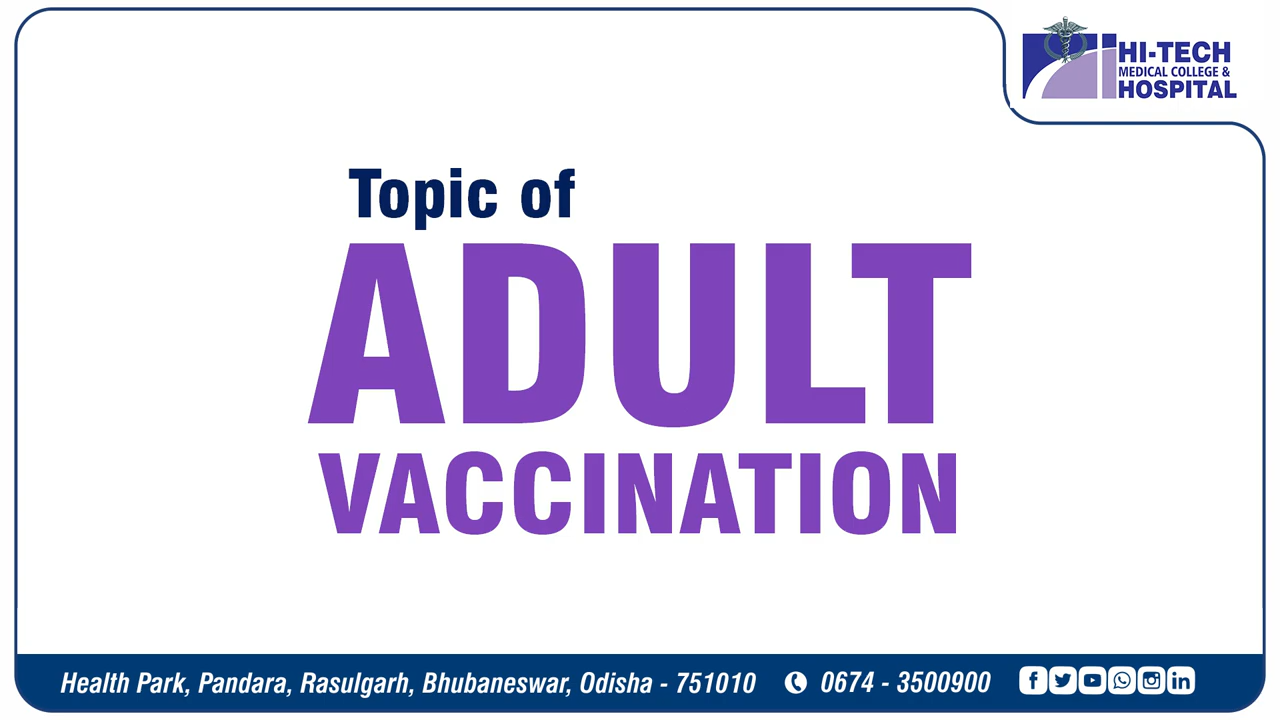 HI-TECH
MEDICAL COLLEGE &
HOSPITAL
Topic of
ADULT
VACCINATION
Health Park, Pandara, Rasulgarh, Bhubaneswar, Odisha - 751010 0674 - 3500900